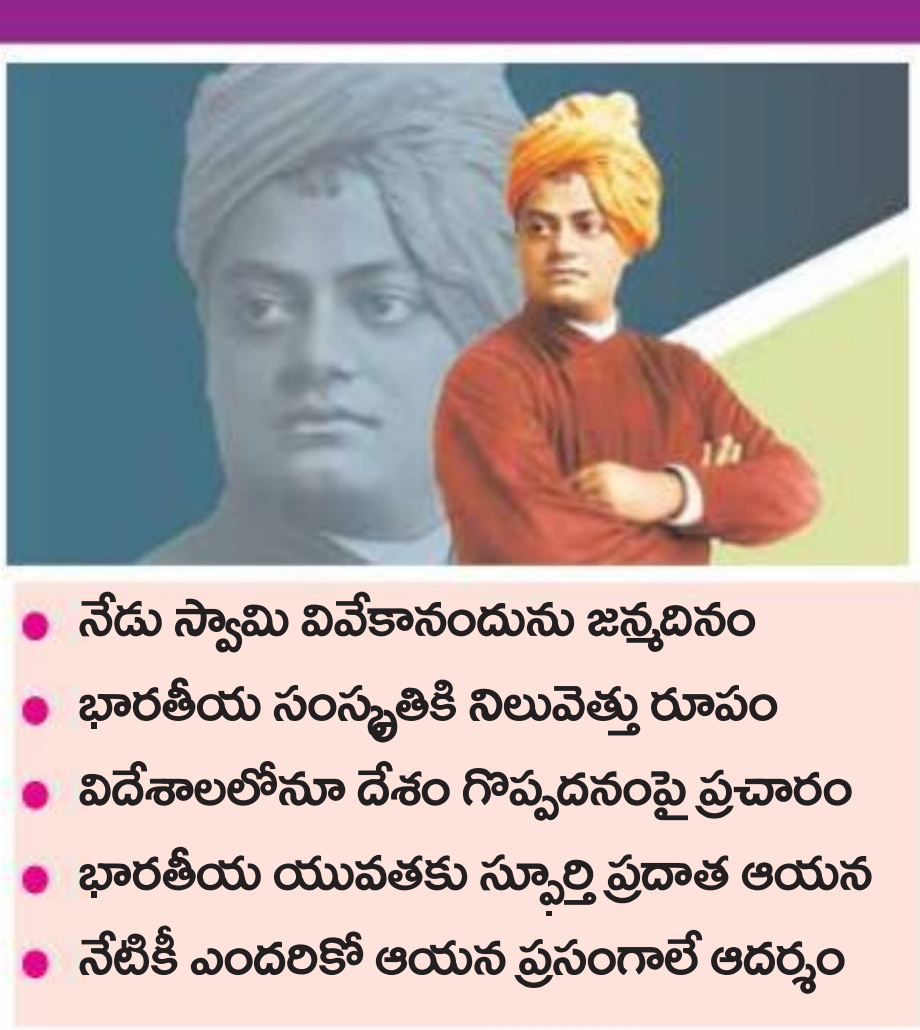 నేడు స్వామి వివేకానందును జన్మదినం
భారతీయ సంస్కృతికి నిలువెత్తు రూపం
విదేశాలలోనూ దేశం గొప్పదనంపై ప్రచారం
భారతీయ యువతకు స్ఫూర్తి ప్రదాత ఆయన
నేటికీ ఎందరికో ఆయన ప్రసంగాలే ఆదర్శం